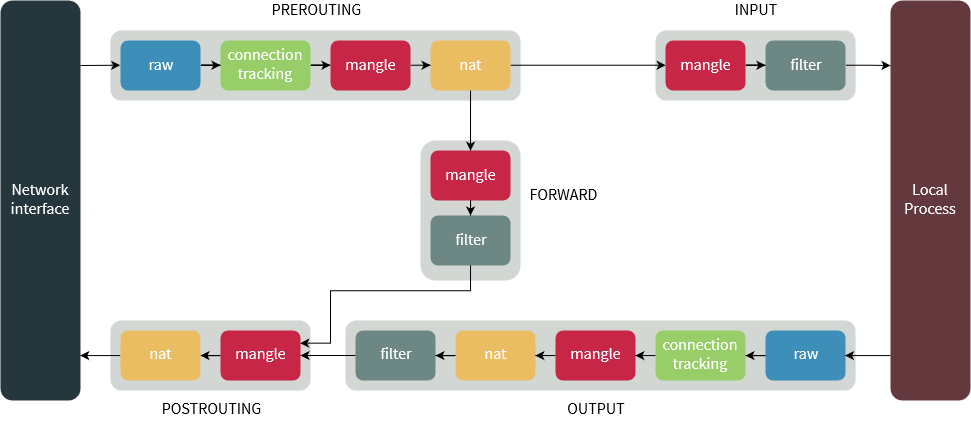 PREROUTING
INPUT
raw
connection
tracking
mangle
nat
mangle
filter
Network
interface
mangle
FORWARD
filter
Local
Process
nat
mangle
filter
nat
mangle
connection
tracking
raw
POSTROUTING
OUTPUT